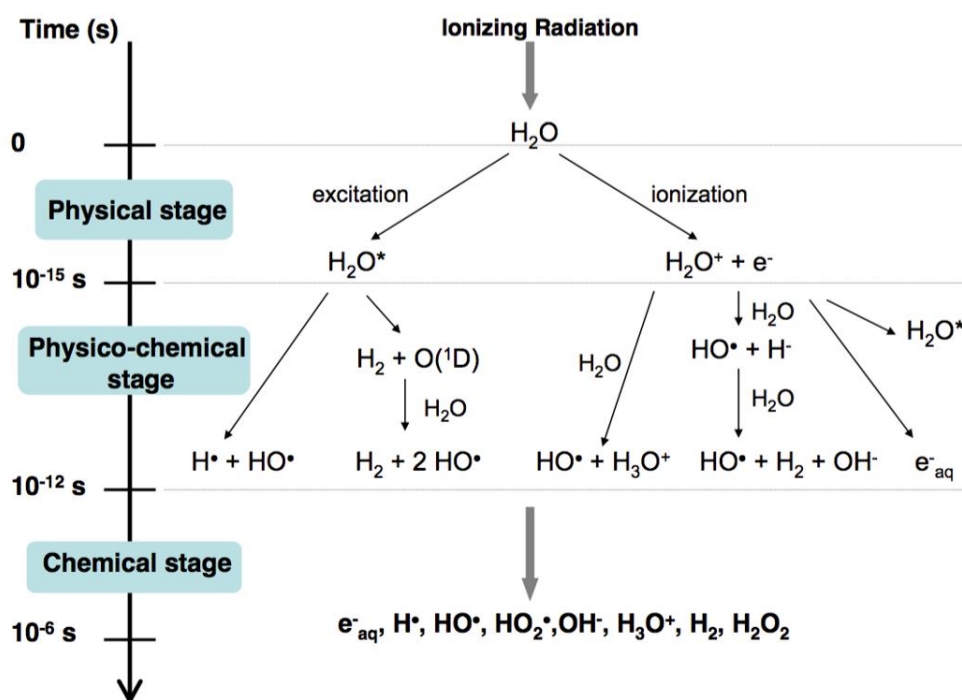 Time (s)
Ionizing Radiation
0
H₂O
excitation
ionization
Physical stage
H₂O*
H₂O⁺ + e⁻
10⁻¹⁵ s
H₂O
H₂O*
Physico-chemical
stage
H₂ + O(¹D)
H₂O
HO• + H⁻
H₂O
H₂O
H• + HO•
H₂ + 2 HO•
HO• + H₃O⁺
HO• + H₂ + OH⁻
e⁻aq
10⁻¹² s
Chemical stage
10⁻⁶ s
e⁻aq, H•, HO•, HO₂•,OH⁻, H₃O⁺, H₂, H₂O₂